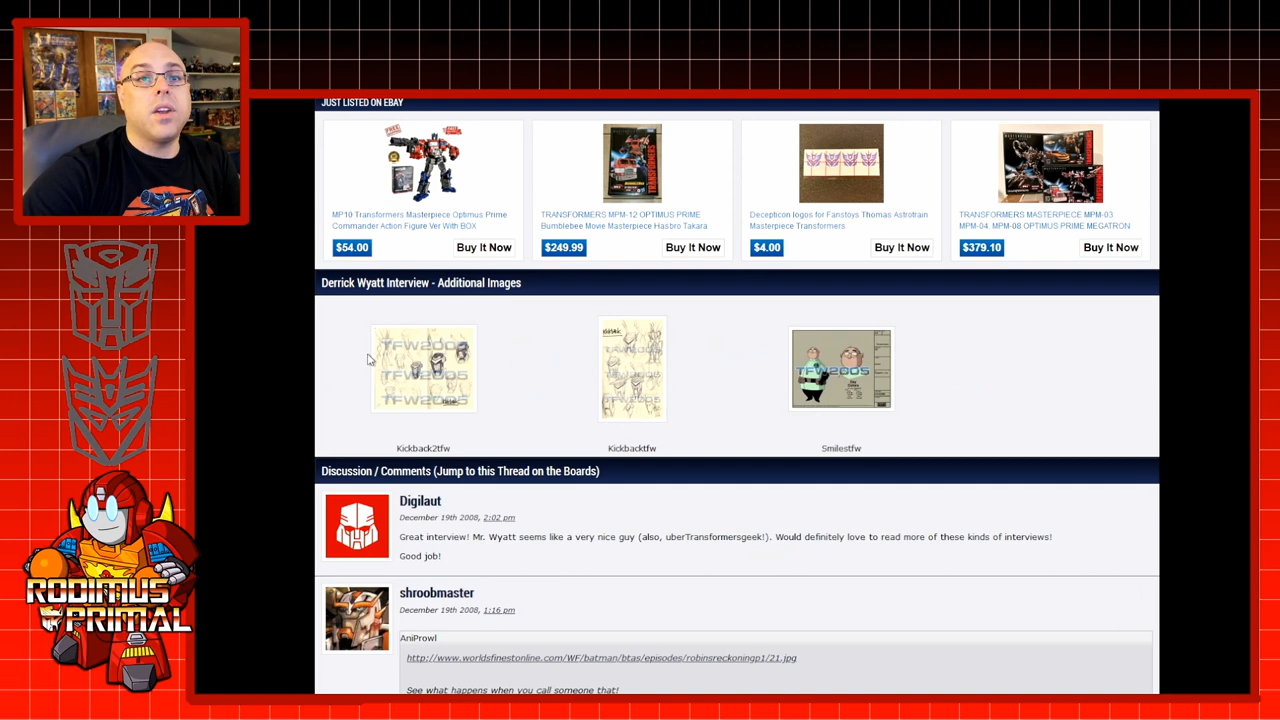 JUST LISTED ON EBAY
MP10 Transformers Masterpiece Optimus Prime
Commander Action Figure Ver With BOX
$54.00
Buy It Now
TRANSFORMERS MPM-12 OPTIMUS PRIME
Bumblebee Movie Masterpiece Hasbro Takara
$249.99
Buy It Now
Decepticon logos for Fanstoys Thomas Astrotrain
Masterpiece Transformers
$4.00
Buy It Now
TRANSFORMERS MASTERPIECE MPM-03
MPM-04, MPM-08 OPTIMUS PRIME MEGATRON
$379.10
Buy It Now
Derrick Wyatt Interview - Additional Images
TFW2005
TFW2005
TFW2005
TFW2005
TFW2005
TFW2005
TFW2005
Kickback2tfw
Kickbacktfw
Smilestfw
Discussion / Comments (Jump to this Thread on the Boards)
Digilaut
December 19th 2008, 2:02 pm
Great interview! Mr. Wyatt seems like a very nice guy (also, uberTransformersgeek!). Would definitely love to read more of these kinds of interviews!
Good job!
shroobmaster
December 19th 2008, 1:16 pm
AniProwl
http://www.worldsfinestonline.com/WF/batman/btas/episodes/robinsreckoningp1/21.jpg
See what happens when you call someone that!
RODIMUS
PRIMAL